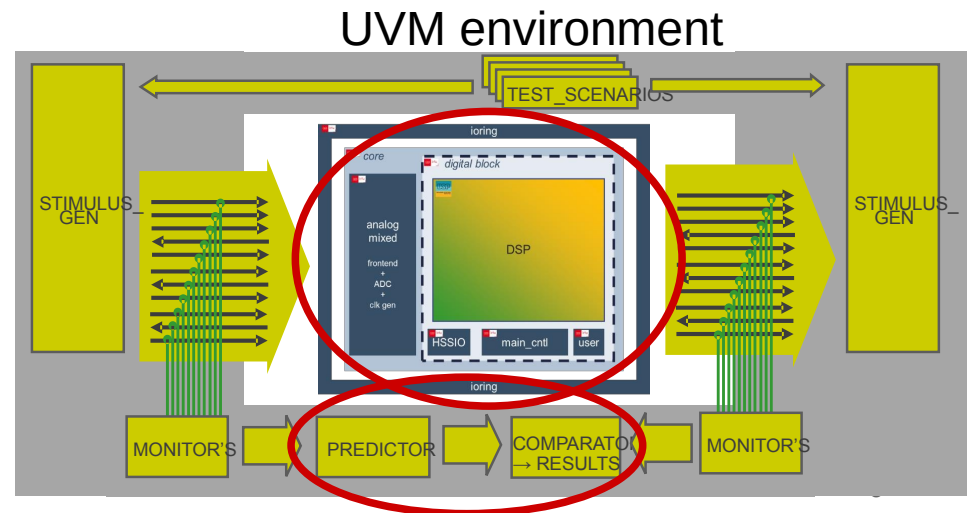 UVM environment
TEST_SCENARIOS
ioring
core
digital block
STIMULUS_
GEN
STIMULUS_
GEN
analog
mixed
frontend
+
ADC
+
clk gen
DSP
HSSIO
main_cntl
user
ioring
MONITOR'S
PREDICTOR
COMPARATO
→ RESULTS
MONITOR'S